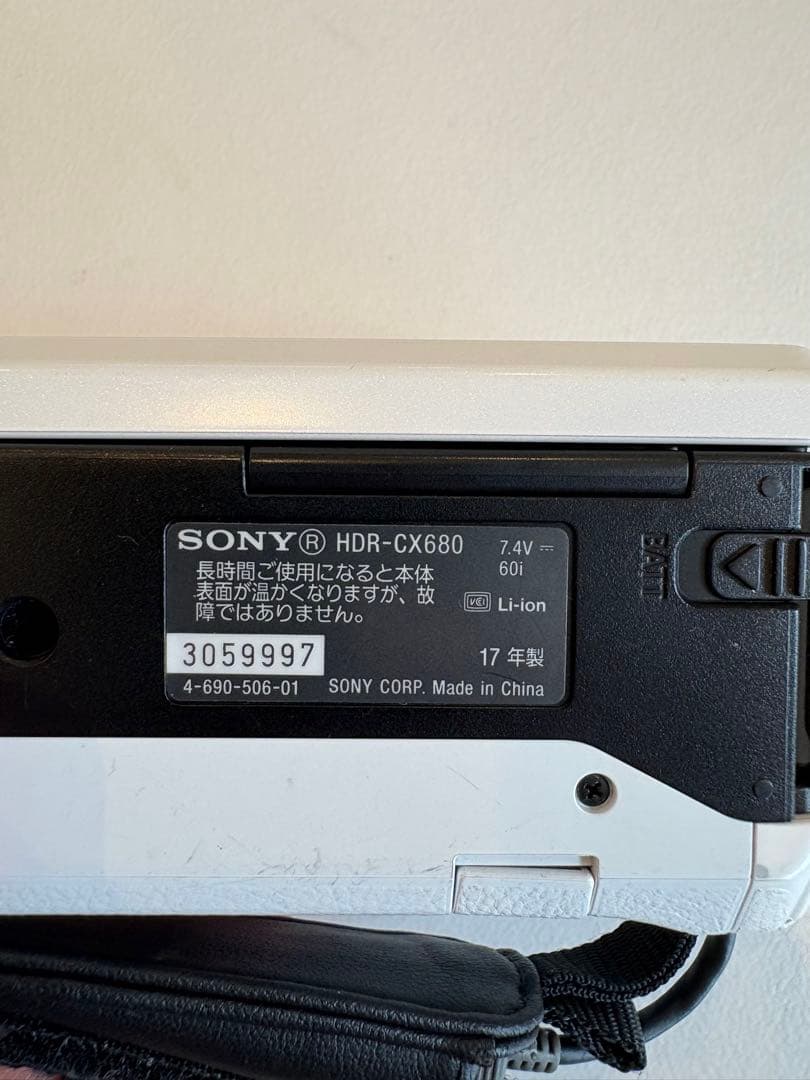 SONY® HDR-CX680
7.4V ⎓
60i
長時間ご使用になると本体
表面が温かくなりますが、故
障ではありません。
VCI Li-ion
3059997
17 年製
4-690-506-01 SONY CORP. Made in China
BATT